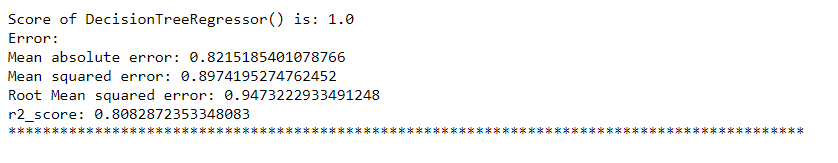 Score of DecisionTreeRegressor() is: 1.0
Error:
Mean absolute error: 0.8215185401078766
Mean squared error: 0.8974195274762452
Root Mean squared error: 0.9473222933491248
r2_score: 0.8082872353348083
********************************************************************************************